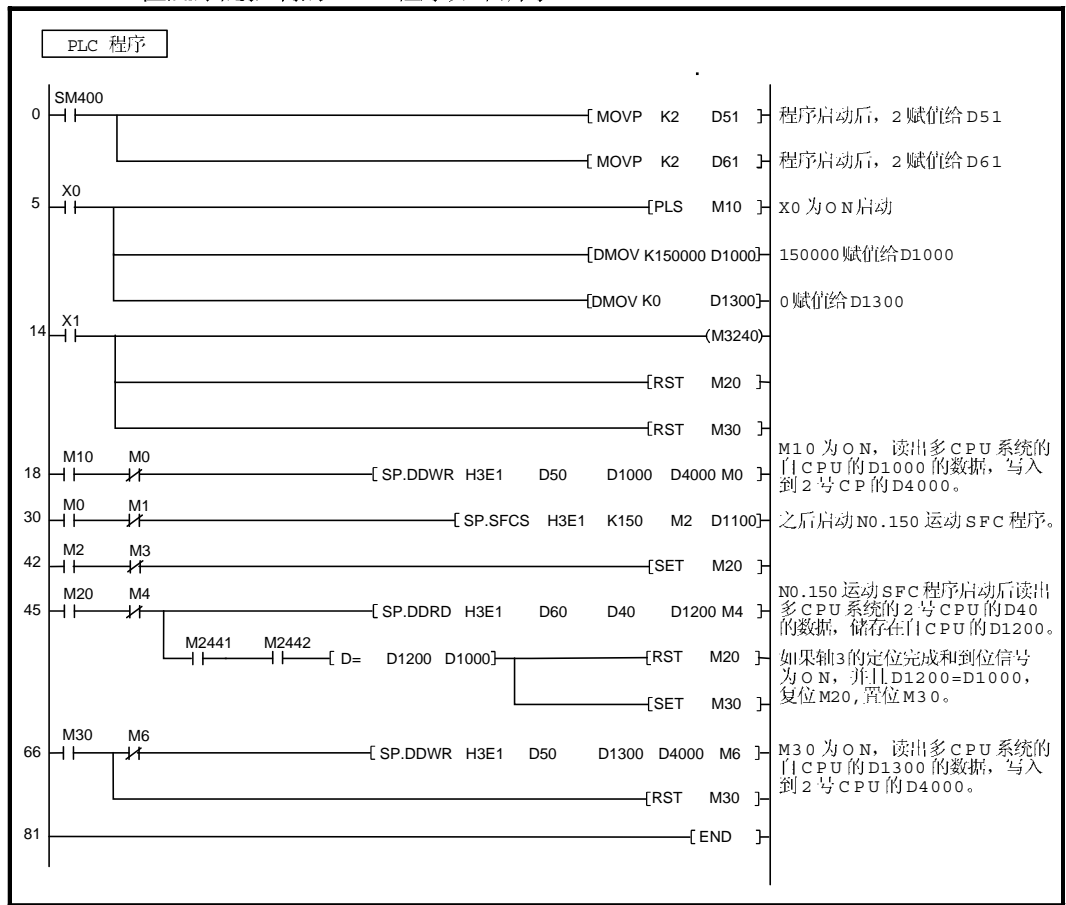 PLC 程序
0 SM400 [ MOVP K2 D51 ] 程序启动后，2赋值给D51
[ MOVP K2 D61 ] 程序启动后，2赋值给D61
5 X0 [PLS M10 ] X0为ON启动
[DMOV K150000 D1000] 150000赋值给D1000
[DMOV K0 D1300] 0赋值给D1300
14 X1 (M3240)
[RST M20 ]
[RST M30 ]
18 M10 M0 [ SP.DDWR H3E1 D50 D1000 D4000 M0 ]
M10为ON，读出多CPU系统的
自CPU的D1000的数据，写入
到2号CP的D4000。
30 M0 M1 [ SP.SFCS H3E1 K150 M2 D1100] 之后启动N0.150运动SFC程序。
42 M2 M3 [SET M20 ]
45 M20 M4 [ SP.DDRD H3E1 D60 D40 D1200 M4 ]
N0.150运动SFC程序启动后读出
多CPU系统的2号CPU的D40
的数据，储存在自CPU的D1200。
M2441 M2442 [ D= D1200 D1000] [RST M20 ]
[SET M30 ]
如果轴3的定位完成和到位信号
为ON，并且D1200=D1000，
复位M20,置位M30。
66 M30 M6 [ SP.DDWR H3E1 D50 D1300 D4000 M6 ]
[RST M30 ]
M30为ON，读出多CPU系统的
自CPU的D1300的数据，写入
到2号CPU的D4000。
81 [ END ]